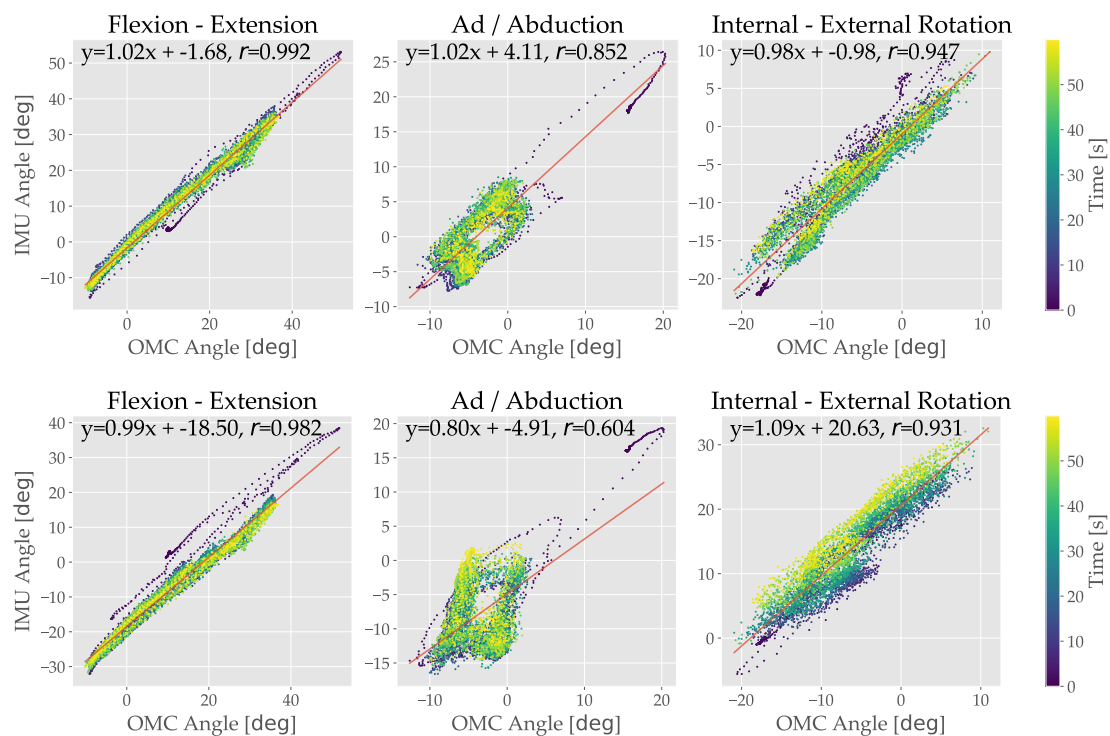 Flexion - Extension
Ad / Abduction
Internal - External Rotation
y=1.02x + -1.68, r=0.992
y=1.02x + 4.11, r=0.852
y=0.98x + -0.98, r=0.947
IMU Angle [deg]
50
40
30
20
10
0
−10
25
20
15
10
5
0
−5
−10
10
5
0
−5
−10
−15
−20
50
40
30
20
10
0
Time [s]
0 20 40
−10 0 10 20
−20 −10 0 10
OMC Angle [deg]
OMC Angle [deg]
OMC Angle [deg]
Flexion - Extension
Ad / Abduction
Internal - External Rotation
y=0.99x + -18.50, r=0.982
y=0.80x + -4.91, r=0.604
y=1.09x + 20.63, r=0.931
IMU Angle [deg]
40
30
20
10
0
−10
−20
−30
20
15
10
5
0
−5
−10
−15
30
20
10
0
50
40
30
20
10
0
Time [s]
0 20 40
−10 0 10 20
−20 −10 0 10
OMC Angle [deg]
OMC Angle [deg]
OMC Angle [deg]